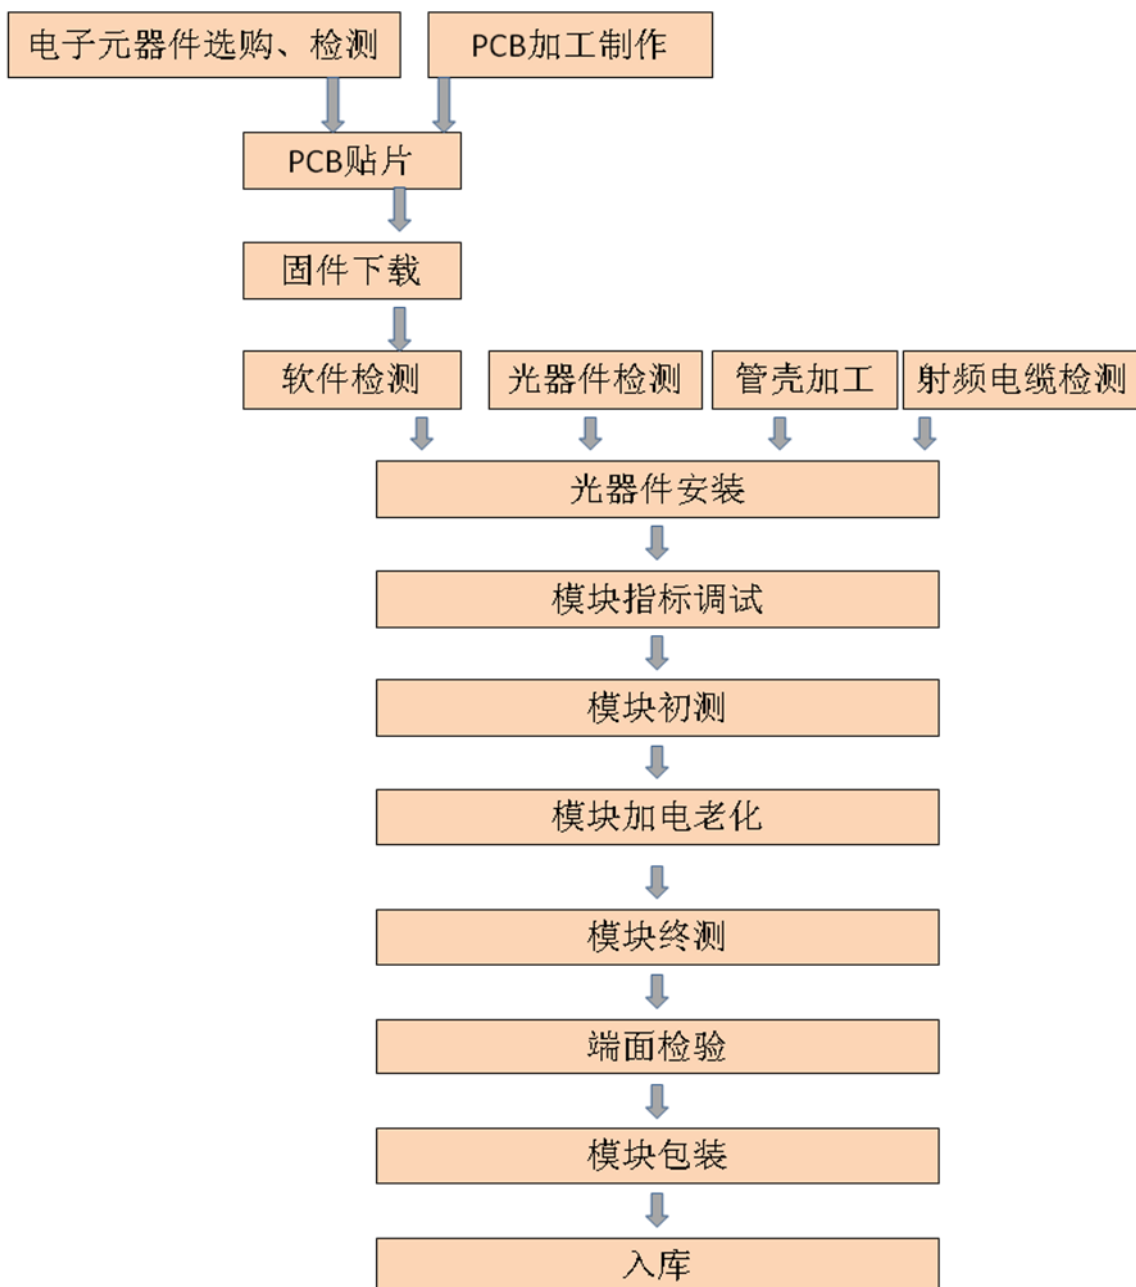 电子元器件选购、检测
PCB加工制作
PCB贴片
固件下载
软件检测
光器件检测
管壳加工
射频电缆检测
光器件安装
模块指标调试
模块初测
模块加电老化
模块终测
端面检验
模块包装
入库